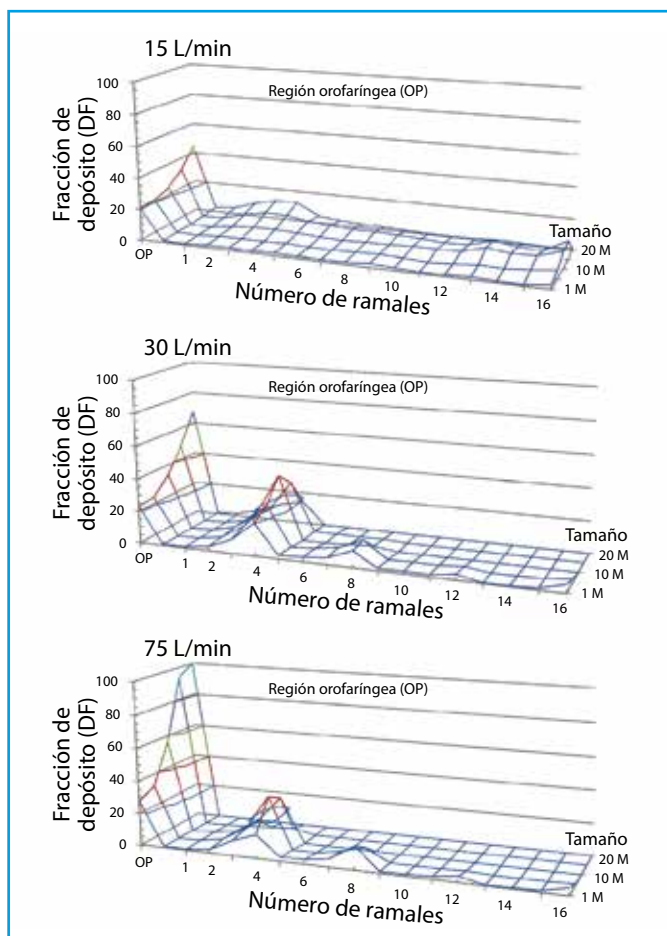 15 L/min
Fracción de
depósito (DF)
100
80
60
40
20
0
Región orofaríngea (OP)
OP
1
2
4
6
8
10
12
14
16
Número de ramales
Tamaño
20 M
10 M
1 M
30 L/min
Fracción de
depósito (DF)
100
80
60
40
20
0
Región orofaríngea (OP)
OP
1
2
4
6
8
10
12
14
16
Número de ramales
Tamaño
20 M
10 M
1 M
75 L/min
Fracción de
depósito (DF)
100
80
60
40
20
0
Región orofaríngea (OP)
OP
1
2
4
6
8
10
12
14
16
Número de ramales
Tamaño
20 M
10 M
1 M